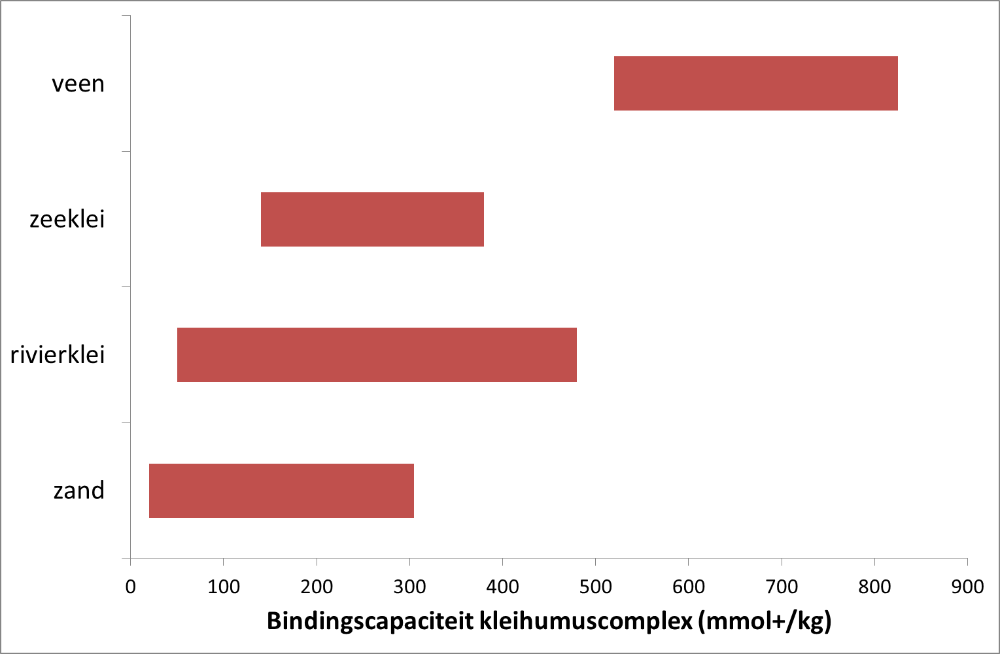 veen
zeeklei
rivierklei
zand
0 100 200 300 400 500 600 700 800 900
Bindingscapaciteit kleihumuscomplex (mmol+/kg)